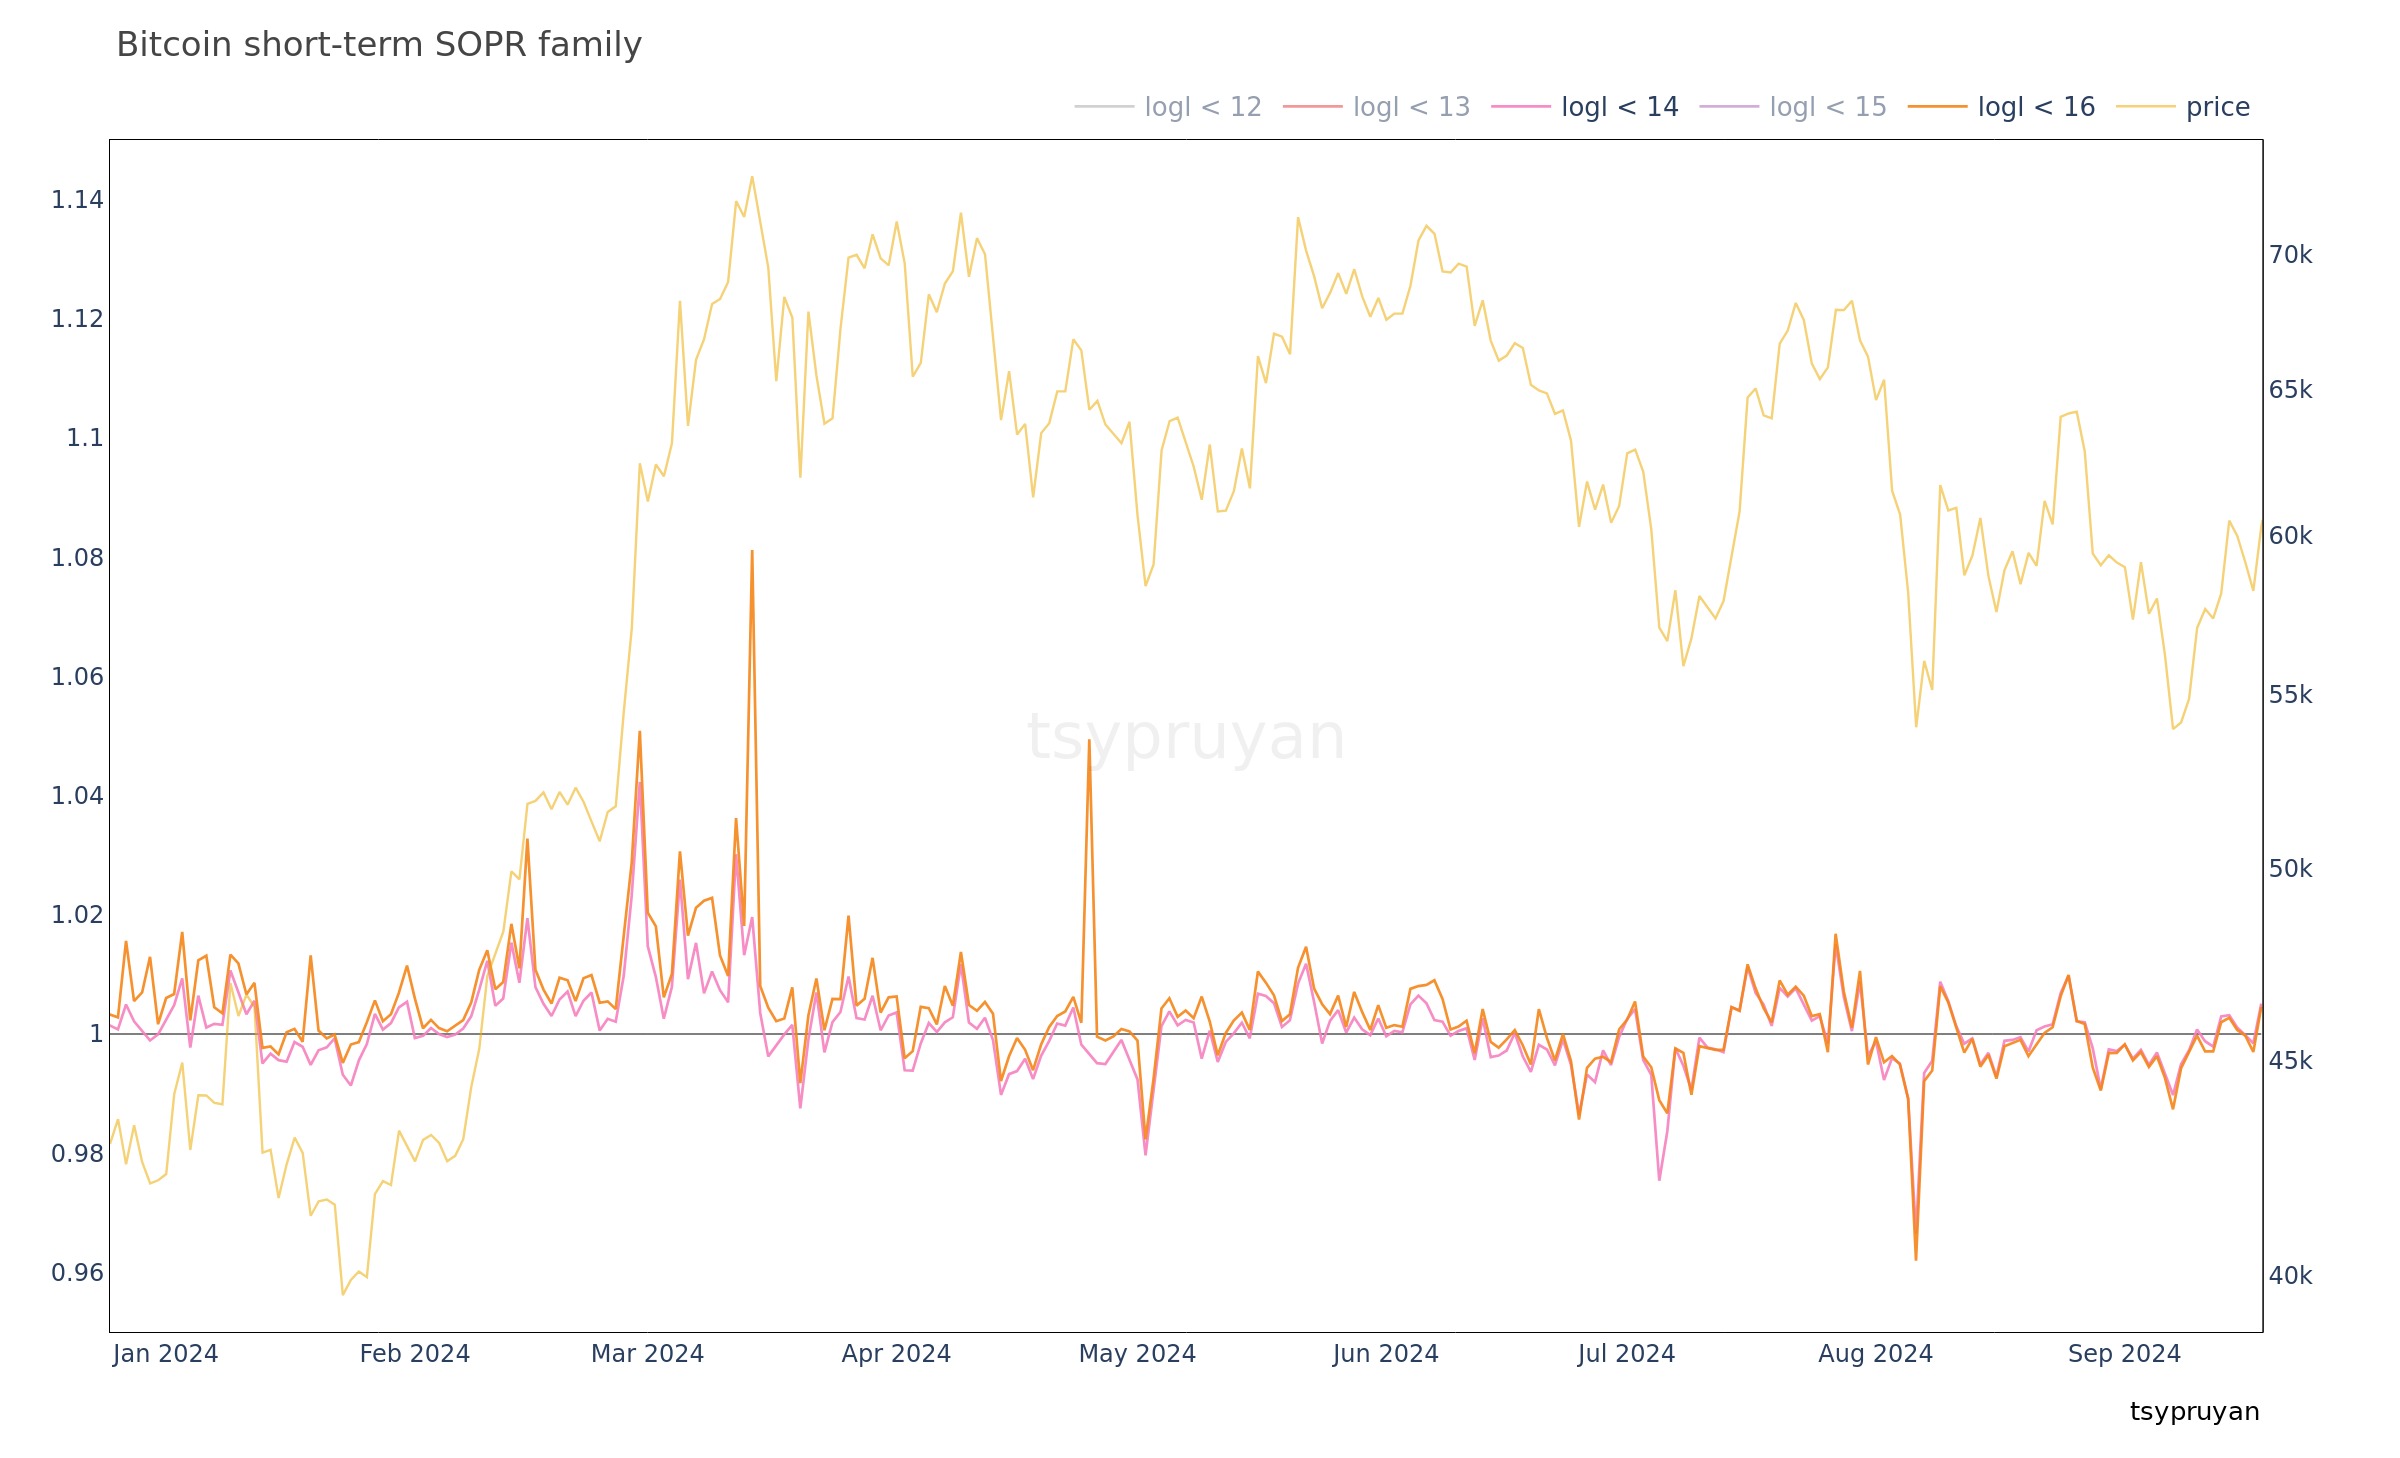 Bitcoin short-term SOPR family
logl < 12 logl < 13 logl < 14 logl < 15 logl < 16 price
1.14
70k
1.12
65k
1.1
60k
1.08
1.06
55k
tsypruyan
1.04
50k
1.02
1
45k
0.98
0.96
40k
Jan 2024 Feb 2024 Mar 2024 Apr 2024 May 2024 Jun 2024 Jul 2024 Aug 2024 Sep 2024
tsypruyan